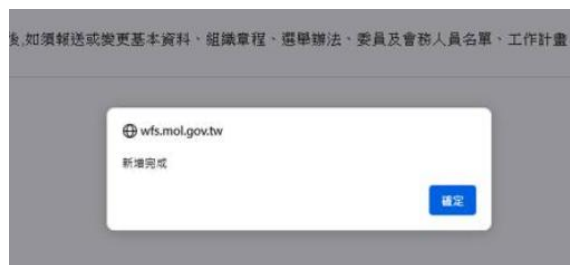 後,如須報送或變更基本資料、組織章程、選舉辦法、委員及會務人員名單、工作計畫
wfs.mol.gov.tw
新增完成
確定